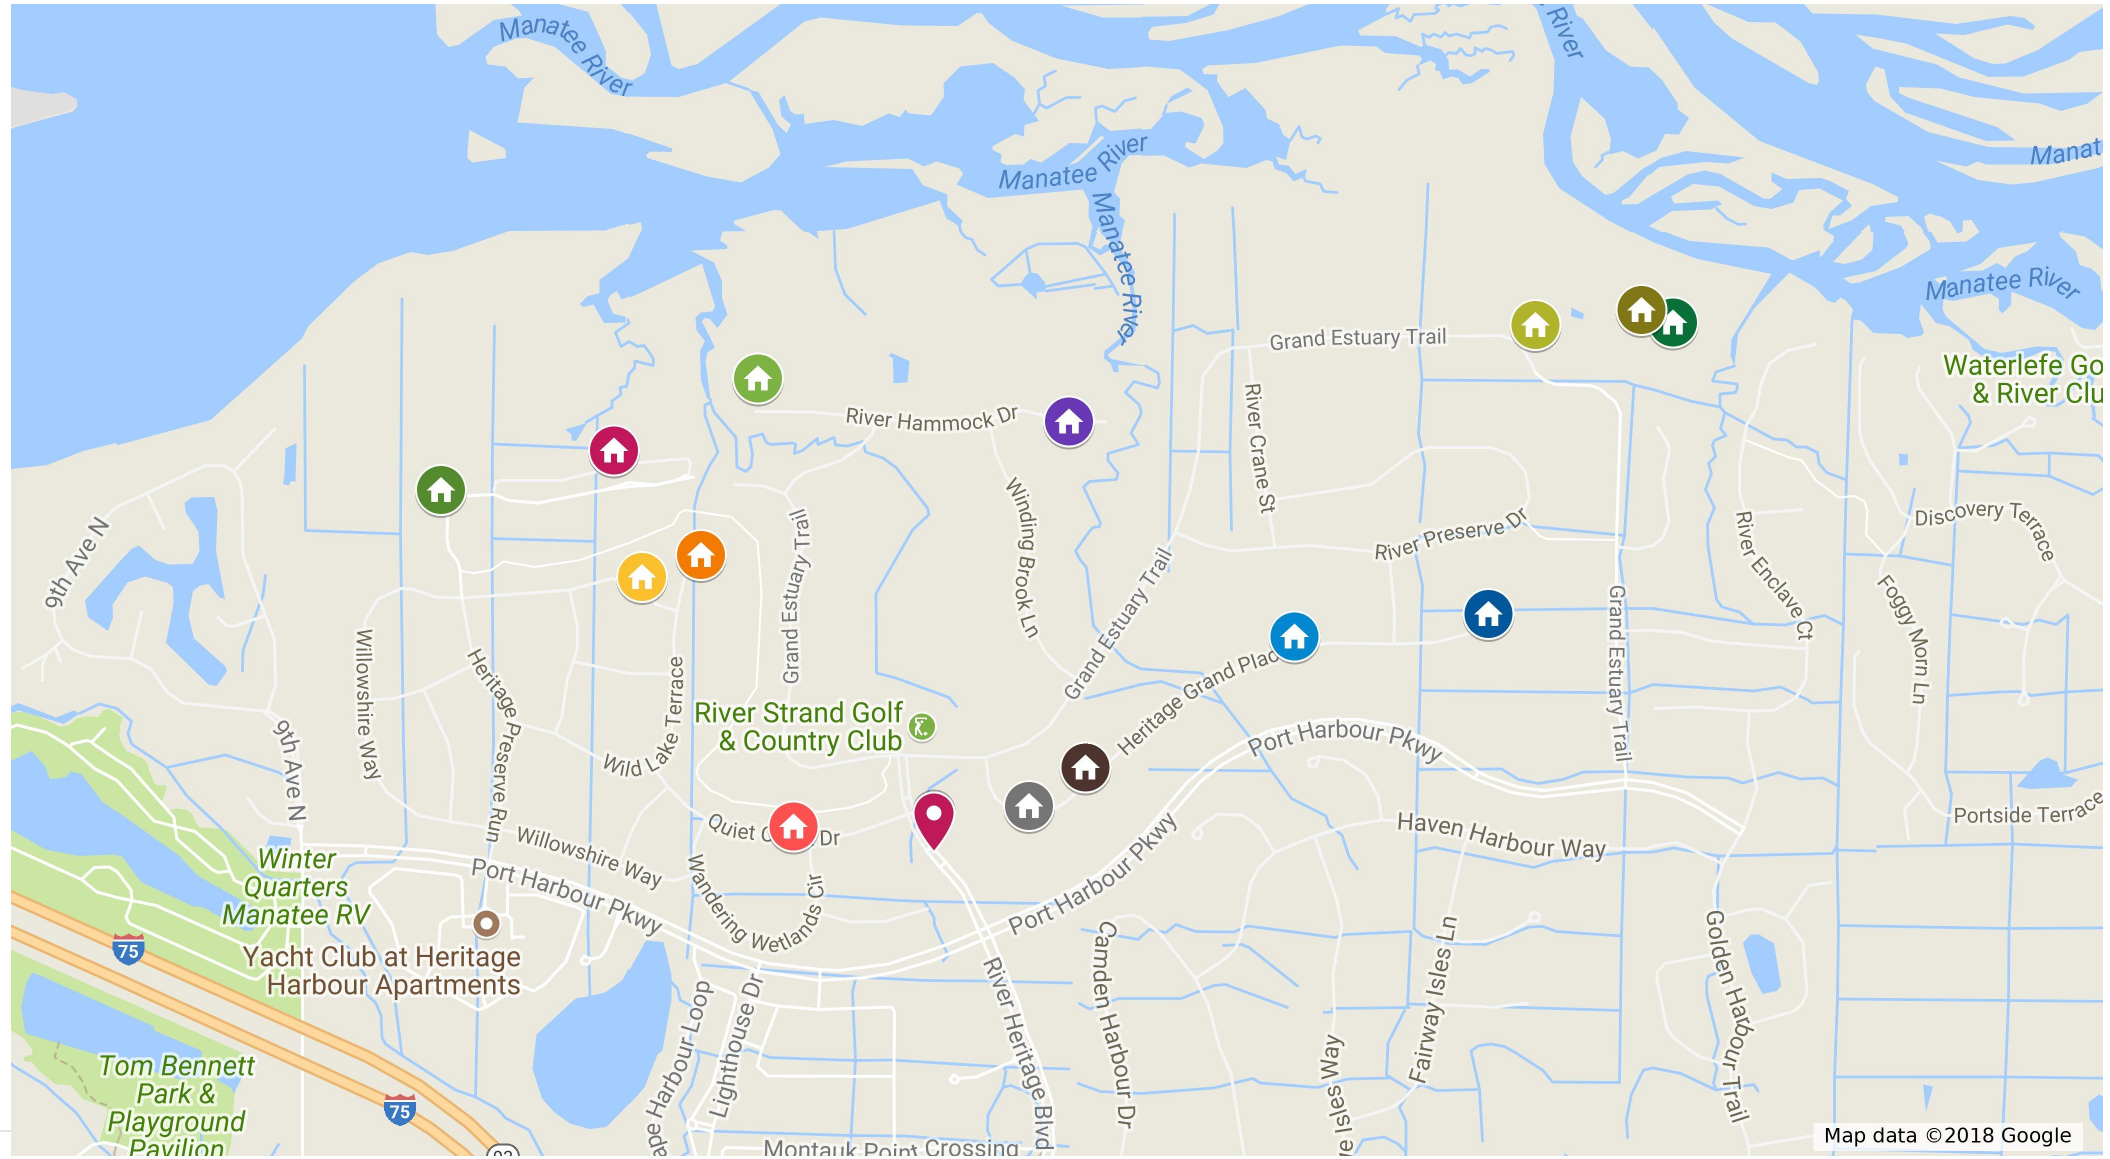 Manatee River
River
Manatee River
Manat
Manatee River
Manatee River
Grand Estuary Trail
Waterlefe Go
& River Clu
River Hammock Dr
River Crane St
Winding Brook Ln
Grand Estuary Trail
9th Ave N
River Preserve Dr
Discovery Terrace
River Enclave Ct
Foggy Morn Ln
Grand Estuary Trail
Grand Estuary Trail
Willowshire Way
Heritage Preserve Run
Wild Lake Terrace
River Strand Golf
& Country Club
Heritage Grand Plac
Port Harbour Pkwy
9th Ave N
Quiet
Dr
Portside Terrace
Haven Harbour Way
Willowshire Way
Port Harbour Pkwy
Wandering Wetlands Cir
Port Harbour Pkwy
Winter
Quarters
Manatee RV
75
Yacht Club at Heritage
Harbour Apartments
Camden Harbour Dr
Fairway Isles Ln
Golden Harbour Trail
River Heritage Blvd
Lighthouse Dr
de Harbour Loop
e Isles Way
Tom Bennett
Park &
Playground
Pavilion
75
Montauk Point Crossing
Map data ©2018 Google